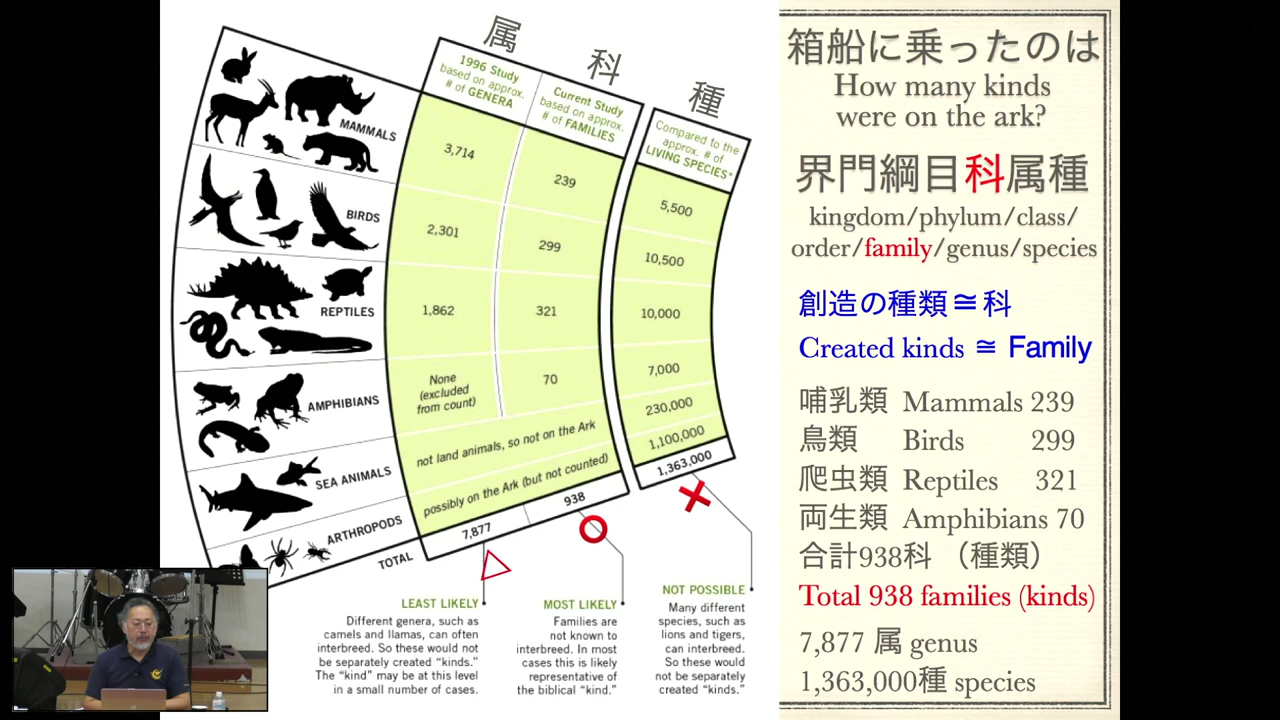 属
科
種
1996 Study
based on approx.
# of GENERA
Current Study
based on approx.
# of FAMILIES
Compared to the
approx. # of
LIVING SPECIES*
MAMMALS
3,714
239
5,500
BIRDS
2,301
299
10,500
REPTILES
1,862
321
10,000
AMPHIBIANS
None
(excluded
from count)
70
7,000
SEA ANIMALS
not land animals, so not on the Ark
230,000
ARTHROPODS
possibly on the Ark (but not counted)
1,100,000
TOTAL
7,877
938
1,363,000
LEAST LIKELY
Different genera, such as
camels and llamas, can often
interbreed. So these would not
be separately created “kinds.”
The “kind” may be at this level
in a small number of cases.
MOST LIKELY
Families are
not known to
interbreed. In most
cases this is likely
representative of
the biblical “kind.”
NOT POSSIBLE
Many different
species, such as
lions and tigers,
can interbreed.
So these would
not be separately
created “kinds.”
箱船に乗ったのは
How many kinds
were on the ark?
界門綱目科属種
kingdom/phylum/class/
order/family/genus/species
創造の種類≅科
Created kinds ≅ Family
哺乳類 Mammals 239
鳥類 Birds 299
爬虫類 Reptiles 321
両生類 Amphibians 70
合計938科 （種類）
Total 938 families (kinds)
7,877 属 genus
1,363,000種 species